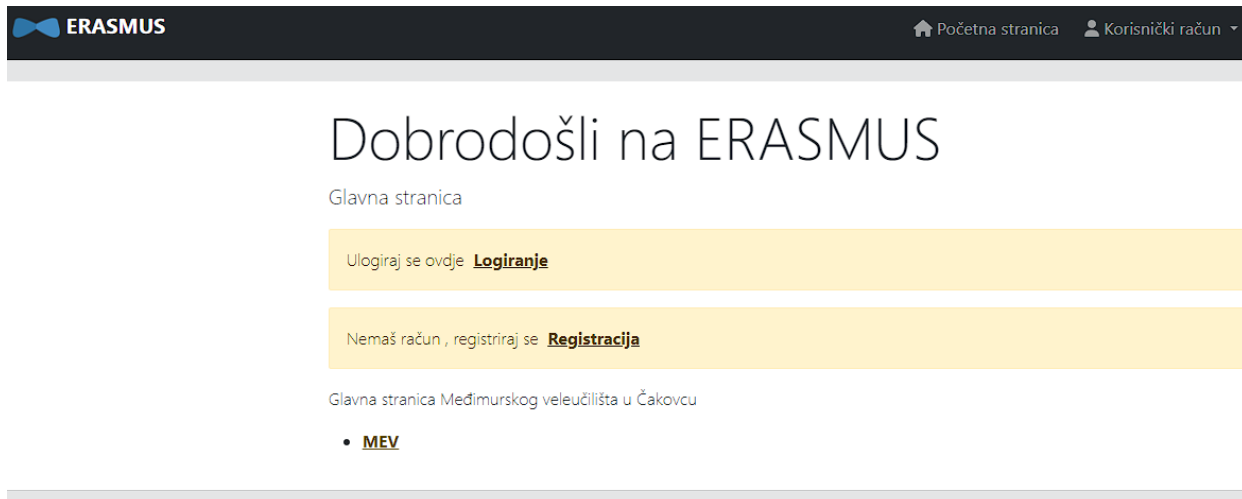 ERASMUS
Početna stranica
Korisnički račun
Dobrodošli na ERASMUS
Glavna stranica
Ulogiraj se ovdje Logiranje
Nemaš račun , registriraj se Registracija
Glavna stranica Međimurskog veleučilišta u Čakovcu
• MEV